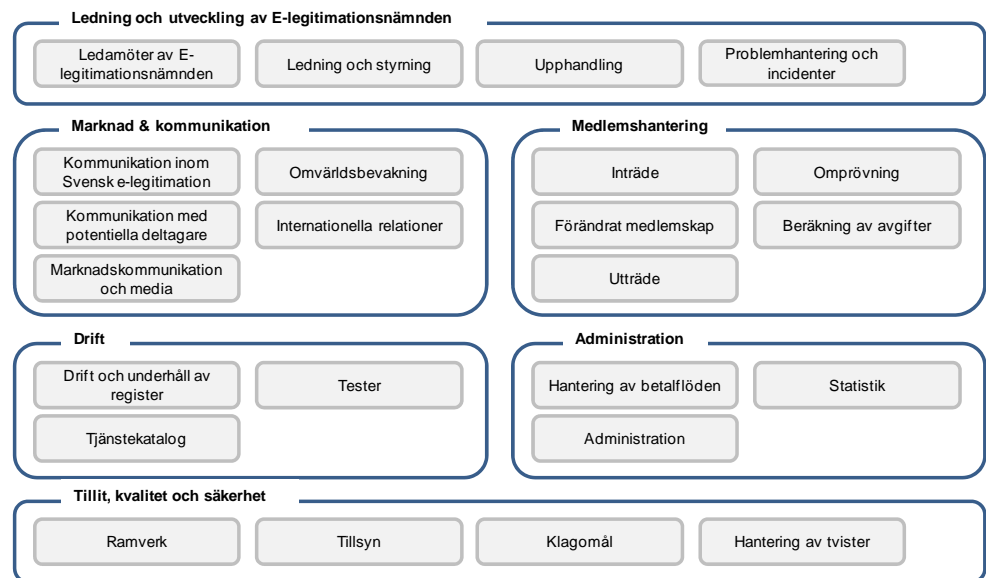 Ledning och utveckling av E-legitimationsnämnden
Ledamöter av E-
legitimationsnämnden
Ledning och styrning
Upphandling
Problemhantering och
incidenter
Marknad & kommunikation
Kommunikation inom
Svensk e-legitimation
Omvärldsbevakning
Kommunikation med
potentiella deltagare
Internationella relationer
Marknadskommunikation
och media
Medlemshantering
Inträde
Omprövning
Förändrat medlemskap
Beräkning av avgifter
Utträde
Drift
Drift och underhåll av
register
Tester
Tjänstekatalog
Administration
Hantering av betalflöden
Statistik
Administration
Tillit, kvalitet och säkerhet
Ramverk
Tillsyn
Klagomål
Hantering av tvister